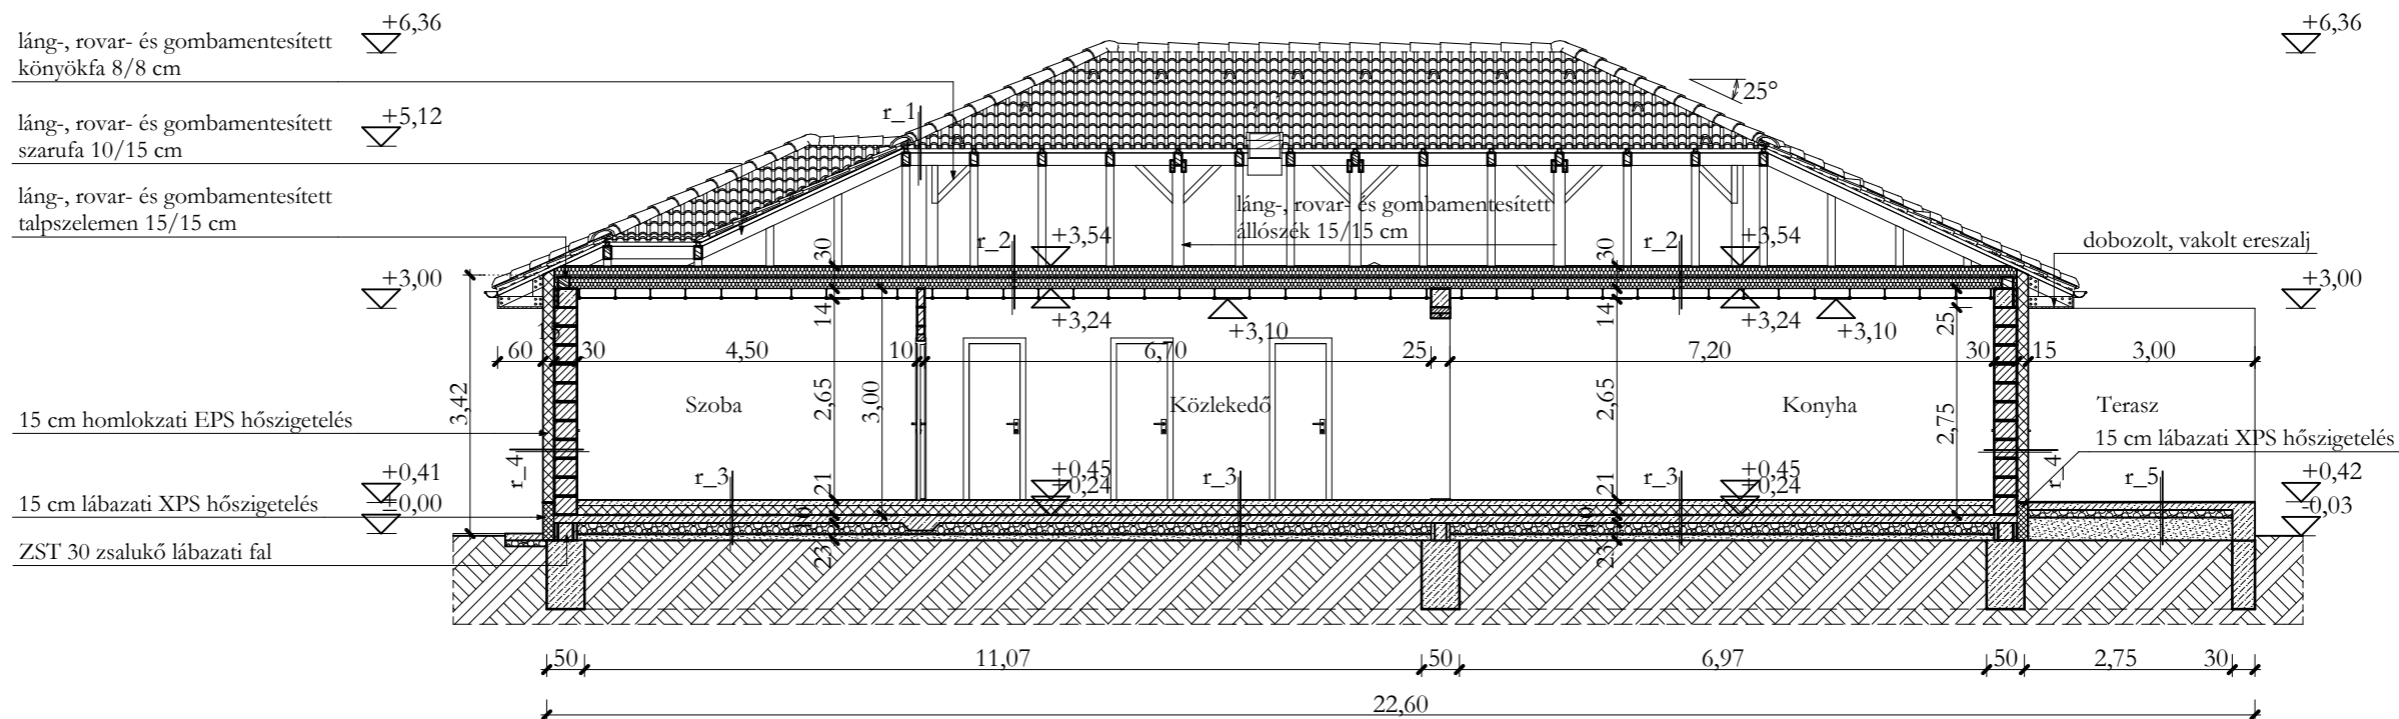 +6,36
+6,36
láng-, rovar- és gombamentesített
könyökfa 8/8 cm
25°
r_1
+5,12
láng-, rovar- és gombamentesített
szarufa 10/15 cm
láng-, rovar- és gombamentesített
talpszelemen 15/15 cm
láng-, rovar- és gombamentesített
állószék 15/15 cm
30
r_2
+3,54
30
r_2
+3,54
dobozolt, vakolt ereszalj
+3,00
+3,00
14
+3,24
+3,10
14
+3,24
+3,10
25
60
30
4,50
10
6,70
25
7,20
30
15
3,00
3,42
2,65
3,00
2,65
2,75
Szoba
Közlekedő
Konyha
Terasz
15 cm homlokzati EPS hőszigetelés
15 cm lábazati XPS hőszigetelés
r_4
r_4
+0,41
r_3
21
+0,45
r_3
21
r_3
+0,45
r_5
+0,42
15 cm lábazati XPS hőszigetelés
±0,00
+0,24
+0,24
-0,03
10
10
ZST 30 zsalukő lábazati fal
23
23
50
11,07
50
6,97
50
2,75
30
22,60